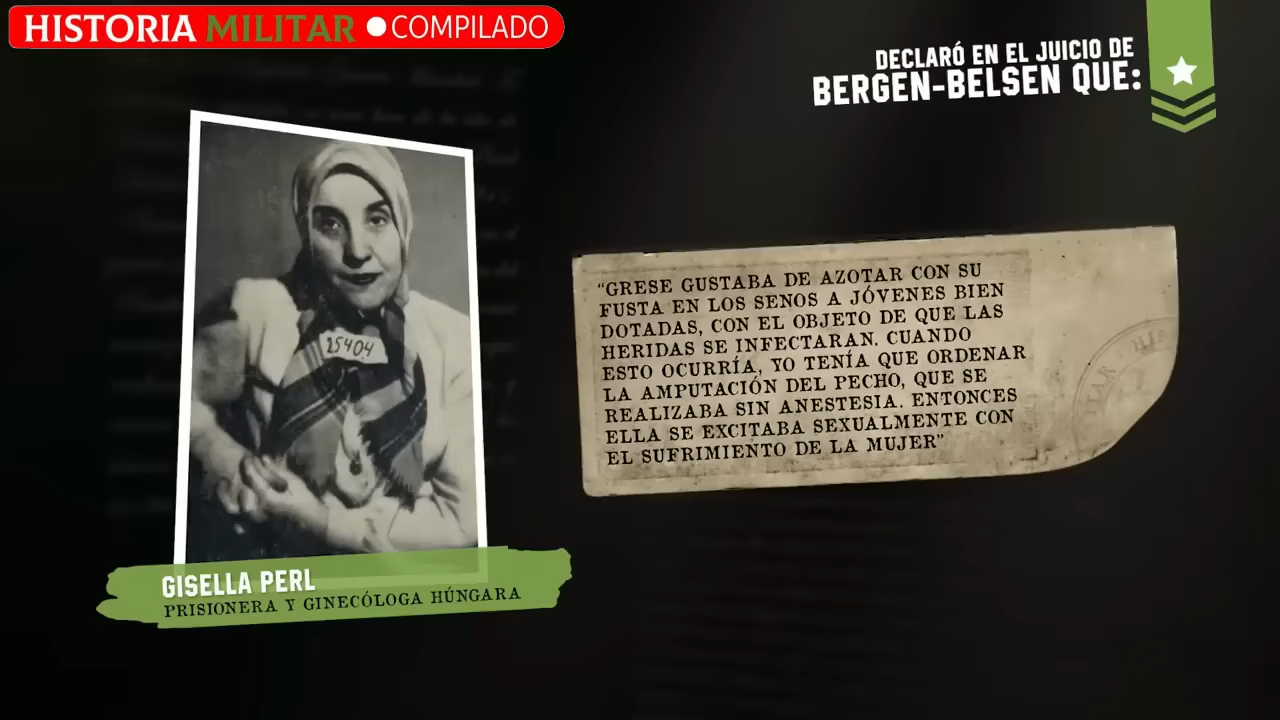 HISTORIA MILITAR COMPILADO
DECLARÓ EN EL JUICIO DE
BERGEN-BELSEN QUE:
25404
“GRESE GUSTABA DE AZOTAR CON SU
FUSTA EN LOS SENOS A JÓVENES BIEN
DOTADAS, CON EL OBJETO DE QUE LAS
HERIDAS SE INFECTARAN. CUANDO
ESTO OCURRÍA, YO TENÍA QUE ORDENAR
LA AMPUTACIÓN DEL PECHO, QUE SE
REALIZABA SIN ANESTESIA. ENTONCES
ELLA SE EXCITABA SEXUALMENTE CON
EL SUFRIMIENTO DE LA MUJER”
GISELLA PERL
PRISIONERA Y GINECÓLOGA HÚNGARA